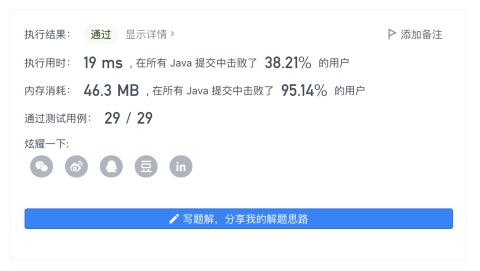 执行结果： 通过 显示详情 > 添加备注
执行用时： 19 ms , 在所有 Java 提交中击败了 38.21% 的用户
内存消耗： 46.3 MB , 在所有 Java 提交中击败了 95.14% 的用户
通过测试用例： 29 / 29
炫耀一下:
豆 in
写题解，分享我的解题思路